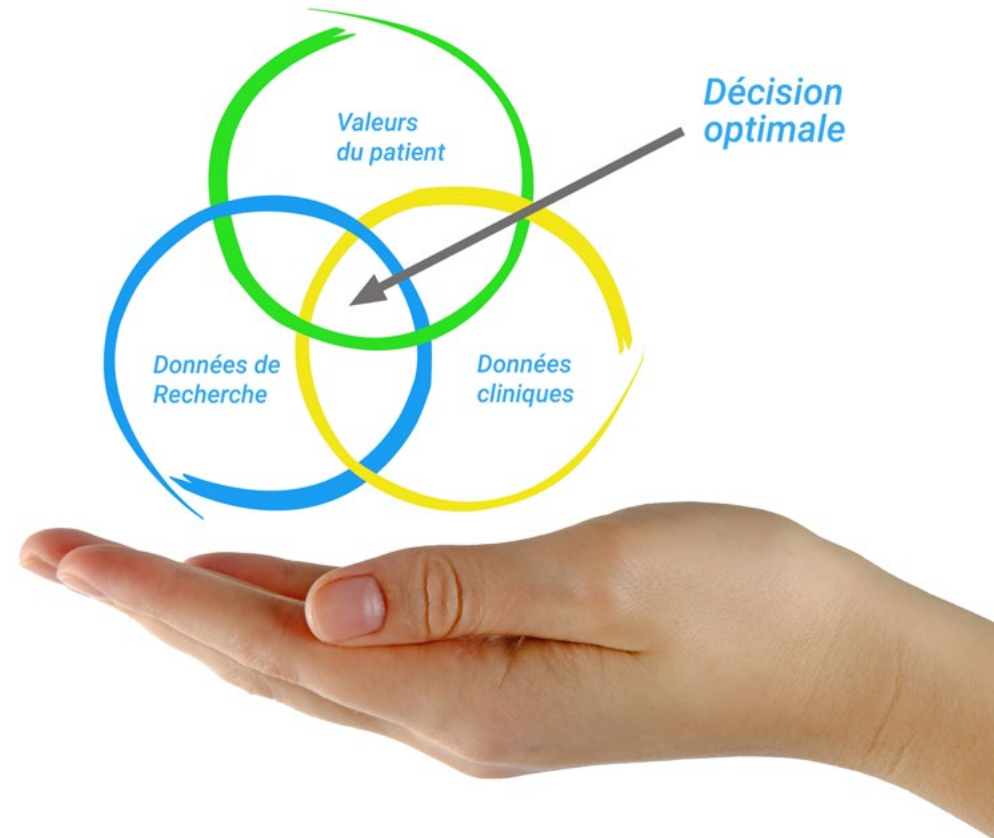 Valeurs
du patient
Décision
optimale
Données de
Recherche
Données
cliniques